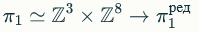 π₁ ≃ ℤ³ × ℤ⁸ → π₁^ред